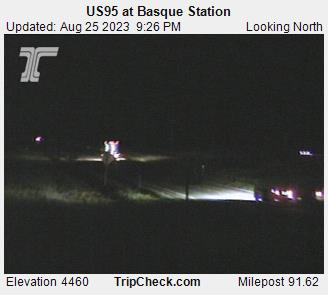 US95 at Basque Station
Updated: Aug 25 2023 9:26 PM Looking North
Elevation 4460 TripCheck.com Milepost 91.62